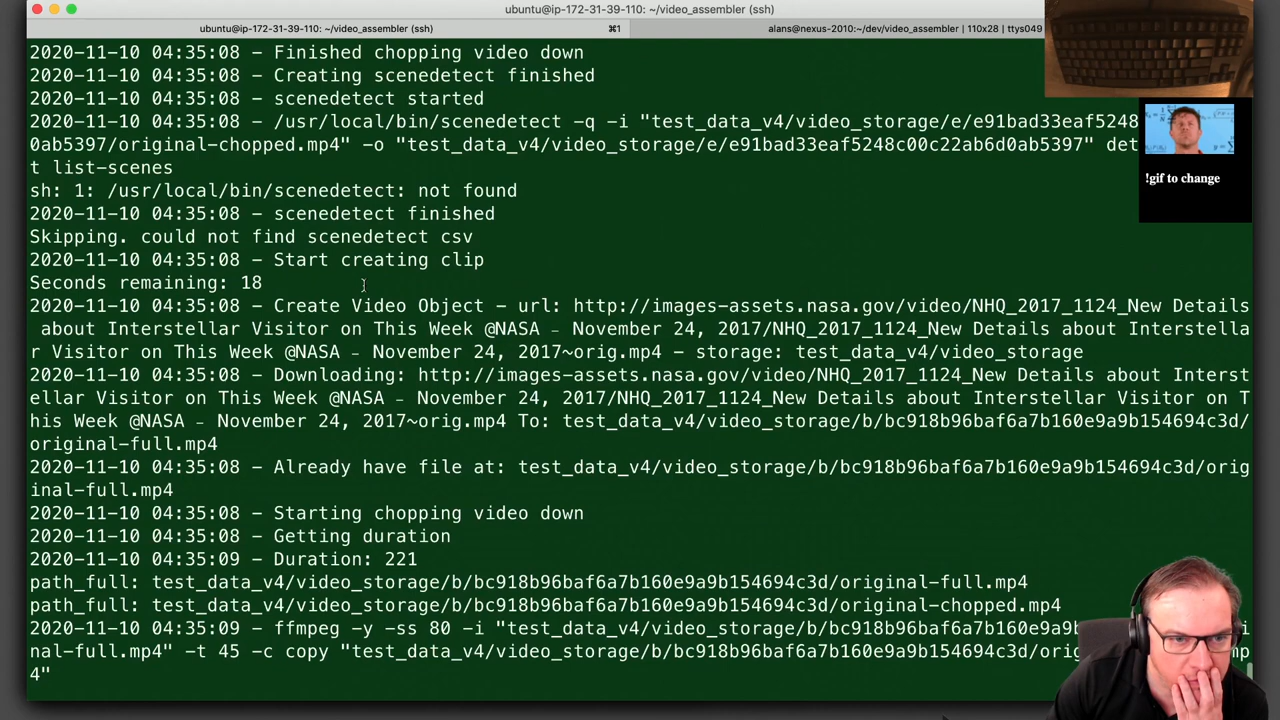 ubuntu@ip-172-31-39-110: ~/video_assembler (ssh)
ubuntu@ip-172-31-39-110: ~/video_assembler (ssh) ⌘1 alans@nexus-2010:~/dev/video_assembler | 110x28 | ttys049
2020-11-10 04:35:08 - Finished chopping video down
2020-11-10 04:35:08 - Creating scenedetect finished
2020-11-10 04:35:08 - scenedetect started
2020-11-10 04:35:08 - /usr/local/bin/scenedetect -q -i "test_data_v4/video_storage/e/e91bad33eaf5248
0ab5397/original-chopped.mp4" -o "test_data_v4/video_storage/e/e91bad33eaf5248c00c22ab6d0ab5397" det
t list-scenes
sh: 1: /usr/local/bin/scenedetect: not found
2020-11-10 04:35:08 - scenedetect finished
Skipping. could not find scenedetect csv
2020-11-10 04:35:08 - Start creating clip
Seconds remaining: 18
2020-11-10 04:35:08 - Create Video Object - url: http://images-assets.nasa.gov/video/NHQ_2017_1124_New Details
about Interstellar Visitor on This Week @NASA - November 24, 2017/NHQ_2017_1124_New Details about Interstella
r Visitor on This Week @NASA - November 24, 2017~orig.mp4 - storage: test_data_v4/video_storage
2020-11-10 04:35:08 - Downloading: http://images-assets.nasa.gov/video/NHQ_2017_1124_New Details about Interst
ellar Visitor on This Week @NASA - November 24, 2017/NHQ_2017_1124_New Details about Interstellar Visitor on T
his Week @NASA - November 24, 2017~orig.mp4 To: test_data_v4/video_storage/b/bc918b96baf6a7b160e9a9b154694c3d/
original-full.mp4
2020-11-10 04:35:08 - Already have file at: test_data_v4/video_storage/b/bc918b96baf6a7b160e9a9b154694c3d/orig
inal-full.mp4
2020-11-10 04:35:08 - Starting chopping video down
2020-11-10 04:35:08 - Getting duration
2020-11-10 04:35:09 - Duration: 221
path_full: test_data_v4/video_storage/b/bc918b96baf6a7b160e9a9b154694c3d/original-full.mp4
path_full: test_data_v4/video_storage/b/bc918b96baf6a7b160e9a9b154694c3d/original-chopped.mp4
2020-11-10 04:35:09 - ffmpeg -y -ss 80 -i "test_data_v4/video_storage/b/bc918b96baf6a7b160e9a9b i
nal-full.mp4" -t 45 -c copy "test_data_v4/video_storage/b/bc918b96baf6a7b160e9a9b154694c3d/or mp
4"
!gif to change